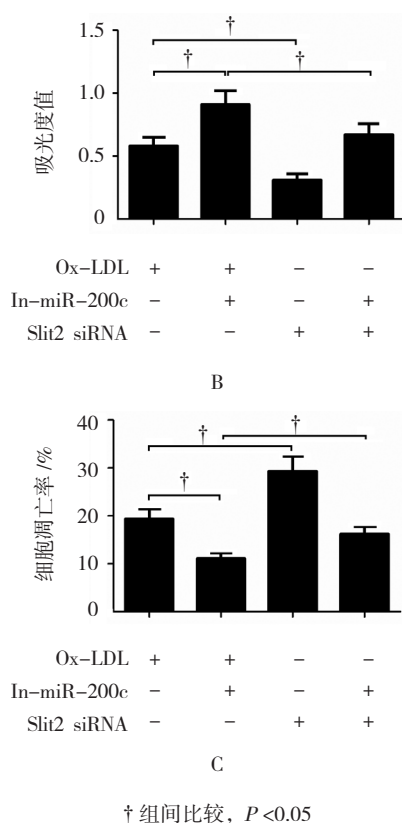 1.5
†
†
†
1.0
0.5
0
吸光度值
Ox-LDL + + - -
In-miR-200c - + - +
Slit2 siRNA - - + +
B
40
†
†
30
†
20
10
0
细胞凋亡率 /%
Ox-LDL + + - -
In-miR-200c - + - +
Slit2 siRNA - - + +
C
† 组间比较，P <0.05